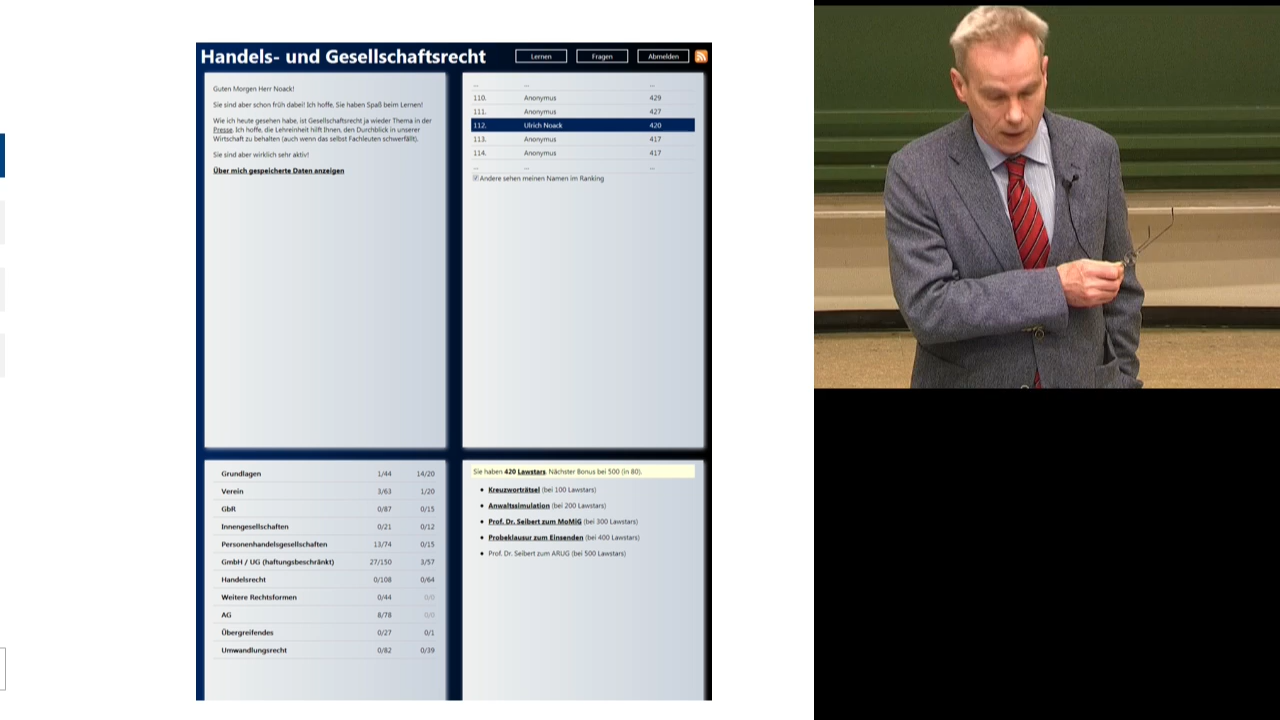 Handels- und Gesellschaftsrecht
Lernen
Fragen
Abmelden
Guten Morgen Herr Noack!
Sie sind aber schon früh dabei! Ich hoffe, Sie haben Spaß beim Lernen!
Wie ich heute gesehen habe, ist Gesellschaftsrecht ja wieder Thema in der
Presse. Ich hoffe, die Lehreinheit hilft Ihnen, den Durchblick in unserer
Wirtschaft zu behalten (auch wenn das selbst Fachleuten schwerfällt).
Sie sind aber wirklich sehr aktiv!
Über mich gespeicherte Daten anzeigen
... ... ...
110. Anonymus 429
111. Anonymus 427
112. Ulrich Noack 420
113. Anonymus 417
114. Anonymus 417
... ... ...
Andere sehen meinen Namen im Ranking
Grundlagen 1/44 14/20
Verein 3/63 1/20
GbR 0/87 0/15
Innengesellschaften 0/21 0/12
Personenhandelsgesellschaften 13/74 0/15
GmbH / UG (haftungsbeschränkt) 27/150 3/57
Handelsrecht 0/108 0/64
Weitere Rechtsformen 0/44 0/0
AG 8/78 0/0
Übergreifendes 0/27 0/1
Umwandlungsrecht 0/82 0/39
Sie haben 420 Lawstars. Nächster Bonus bei 500 (in 80).
• Kreuzworträtsel (bei 100 Lawstars)
• Anwaltssimulation (bei 200 Lawstars)
• Prof. Dr. Seibert zum MoMiG (bei 300 Lawstars)
• Probeklausur zum Einsenden (bei 400 Lawstars)
• Prof. Dr. Seibert zum ARUG (bei 500 Lawstars)